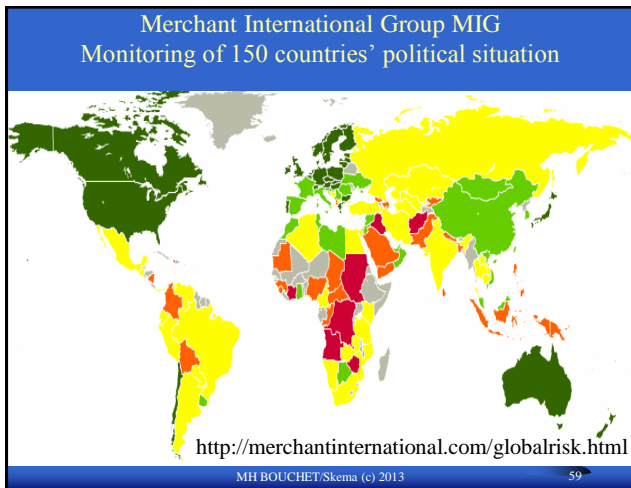 Merchant International Group MIG
Monitoring of 150 countries’ political situation
http://merchantinternational.com/globalrisk.html
MH BOUCHET/Skema (c) 2013
59